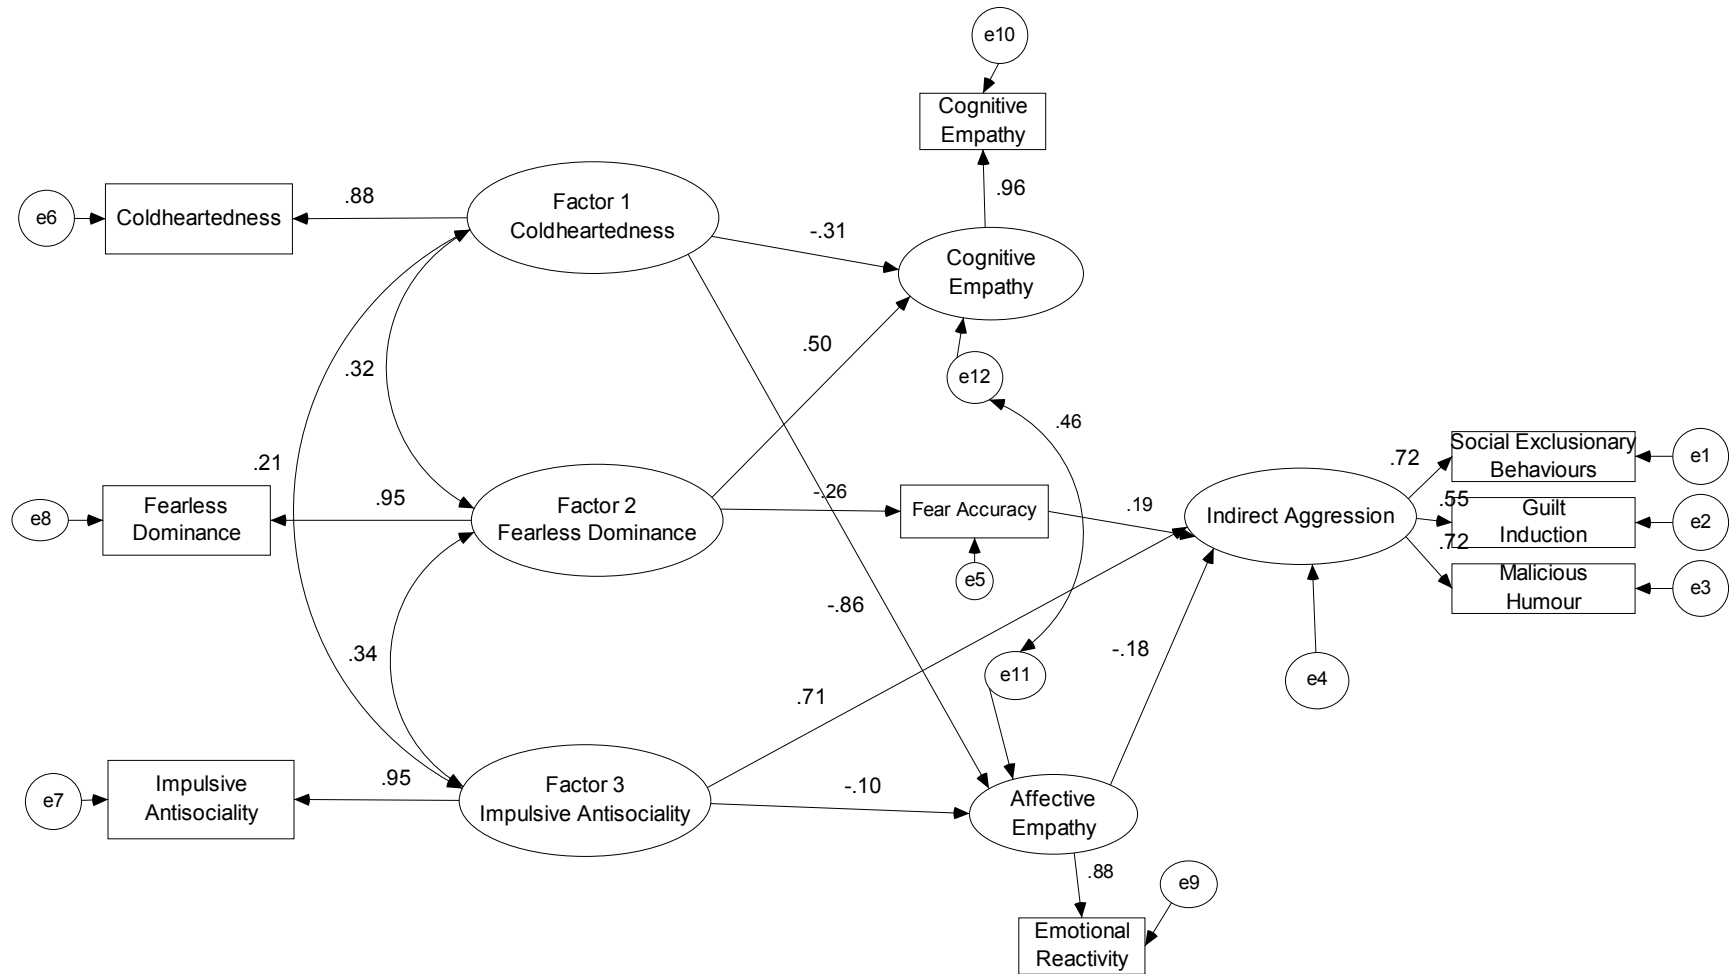 e10
Cognitive
Empathy
.96
e6
Coldheartedness
.88
Factor 1
Coldheartedness
-.31
Cognitive
Empathy
.32
.50
e12
.46
.21
e8
Fearless
Dominance
.95
Factor 2
Fearless Dominance
-.26
Fear Accuracy
e5
.19
Indirect Aggression
.72
Social Exclusionary
Behaviours
e1
.55
Guilt
Induction
e2
.72
Malicious
Humour
e3
-.86
.34
.71
e11
-.18
e4
e7
Impulsive
Antisociality
.95
Factor 3
Impulsive Antisociality
-.10
Affective
Empathy
.88
e9
Emotional
Reactivity